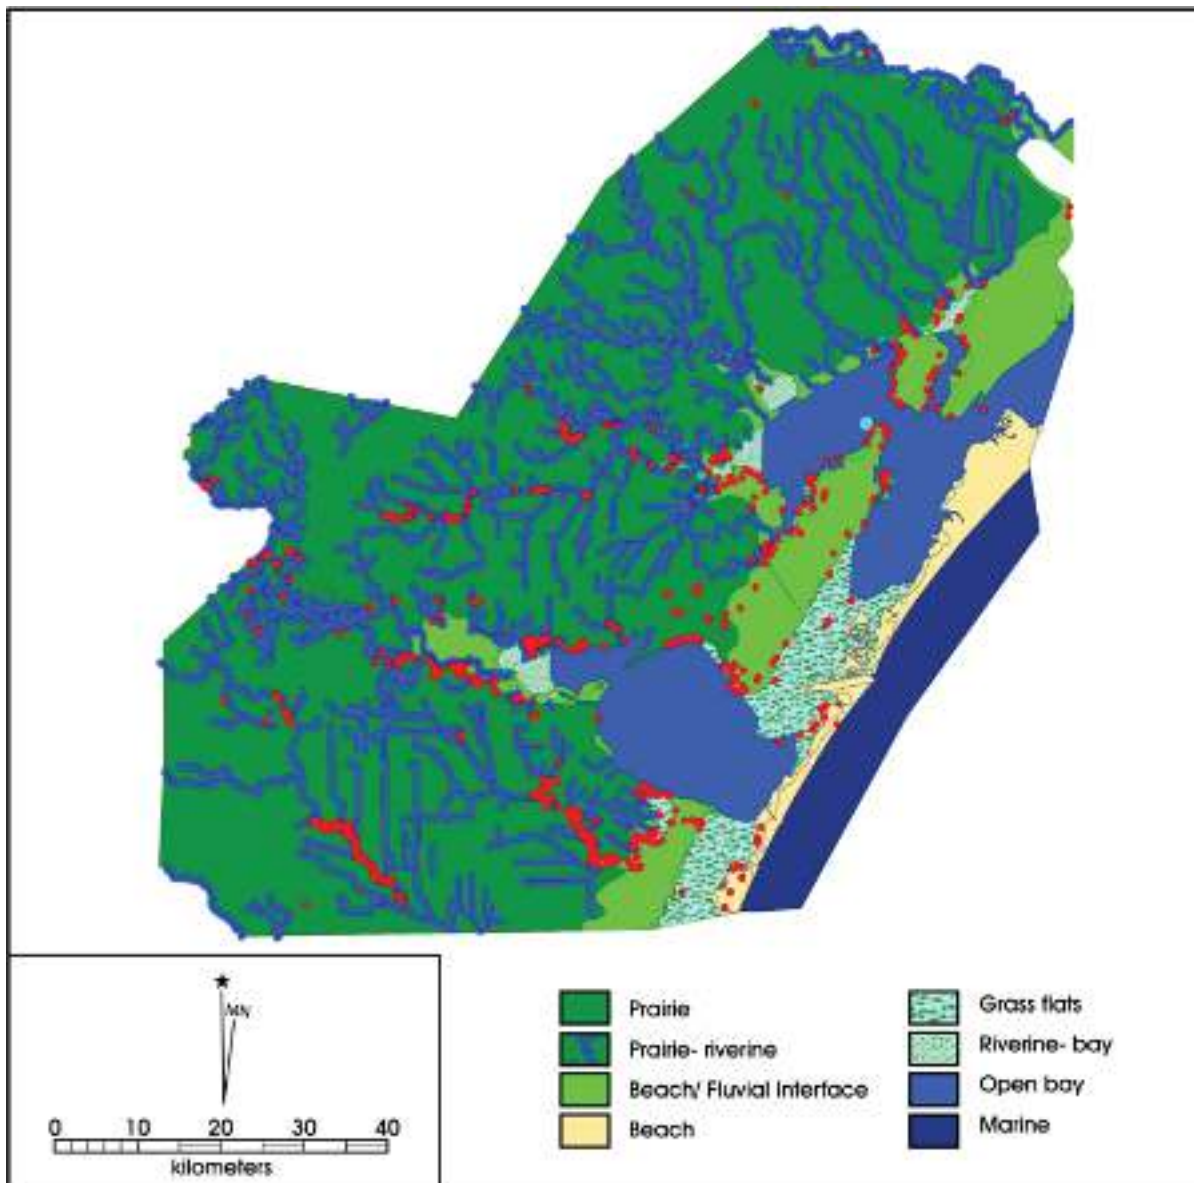 MN
0 10 20 30 40
kilometers
Prairie
Prairie- riverine
Beach/ Fluvial Interface
Beach
Grass flats
Riverine- bay
Open bay
Marine